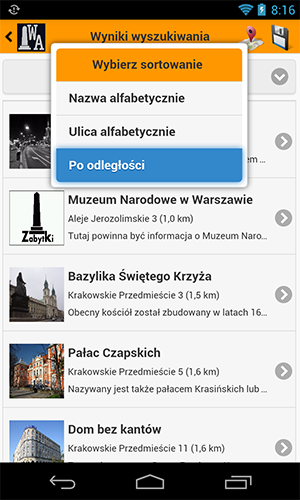 8:16
WA
Wyniki wyszukiwania
Wybierz sortowanie
Nazwa alfabetycznie
Ulica alfabetycznie
Po odległości
Muzeum Narodowe w Warszawie
Aleje Jerozolimskie 3 (1,0 km)
Tutaj powinna być informacja o Muzeum Naro...
Zabytki
Bazylika Świętego Krzyża
Krakowskie Przedmieście 3 (1,5 km)
Obecny kościół został zbudowany w latach 16...
Pałac Czapskich
Krakowskie Przedmieście 5 (1,6 km)
Nazywany jest także pałacem Krasińskich lub ...
Dom bez kantów
Krakowskie Przedmieście 11 (1,6 km)